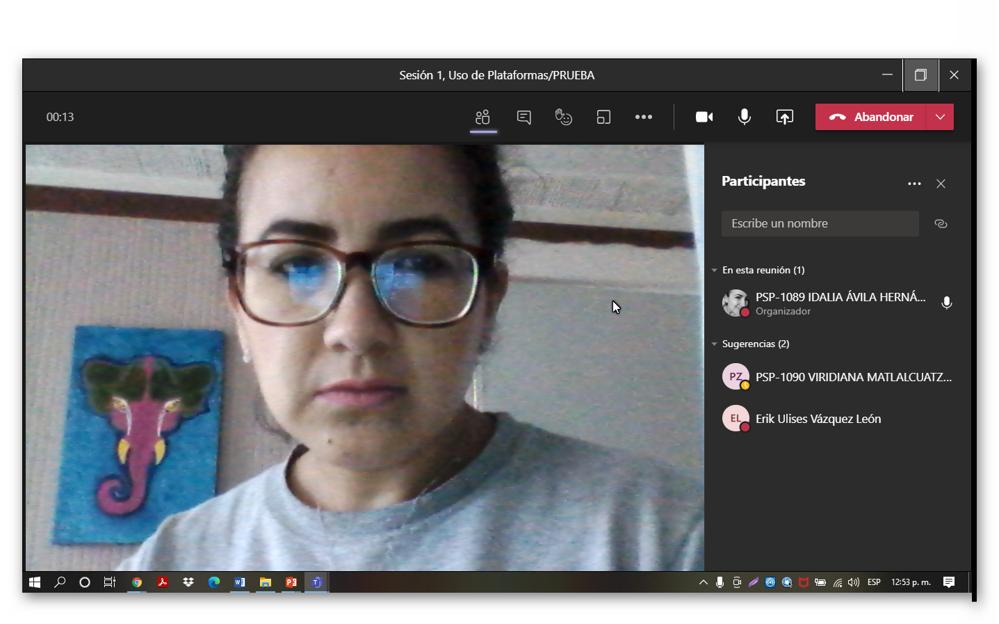 Sesión 1, Uso de Plataformas/PRUEBA
00:13
Abandonar
Participantes
Escribe un nombre
En esta reunión (1)
PSP-1089 IDALIA ÁVILA HERNÁ...
Organizador
Sugerencias (2)
PZ PSP-1090 VIRIDIANA MATLALCUATZ...
EL Erik Ulises Vázquez León
ESP 12:53 p. m.